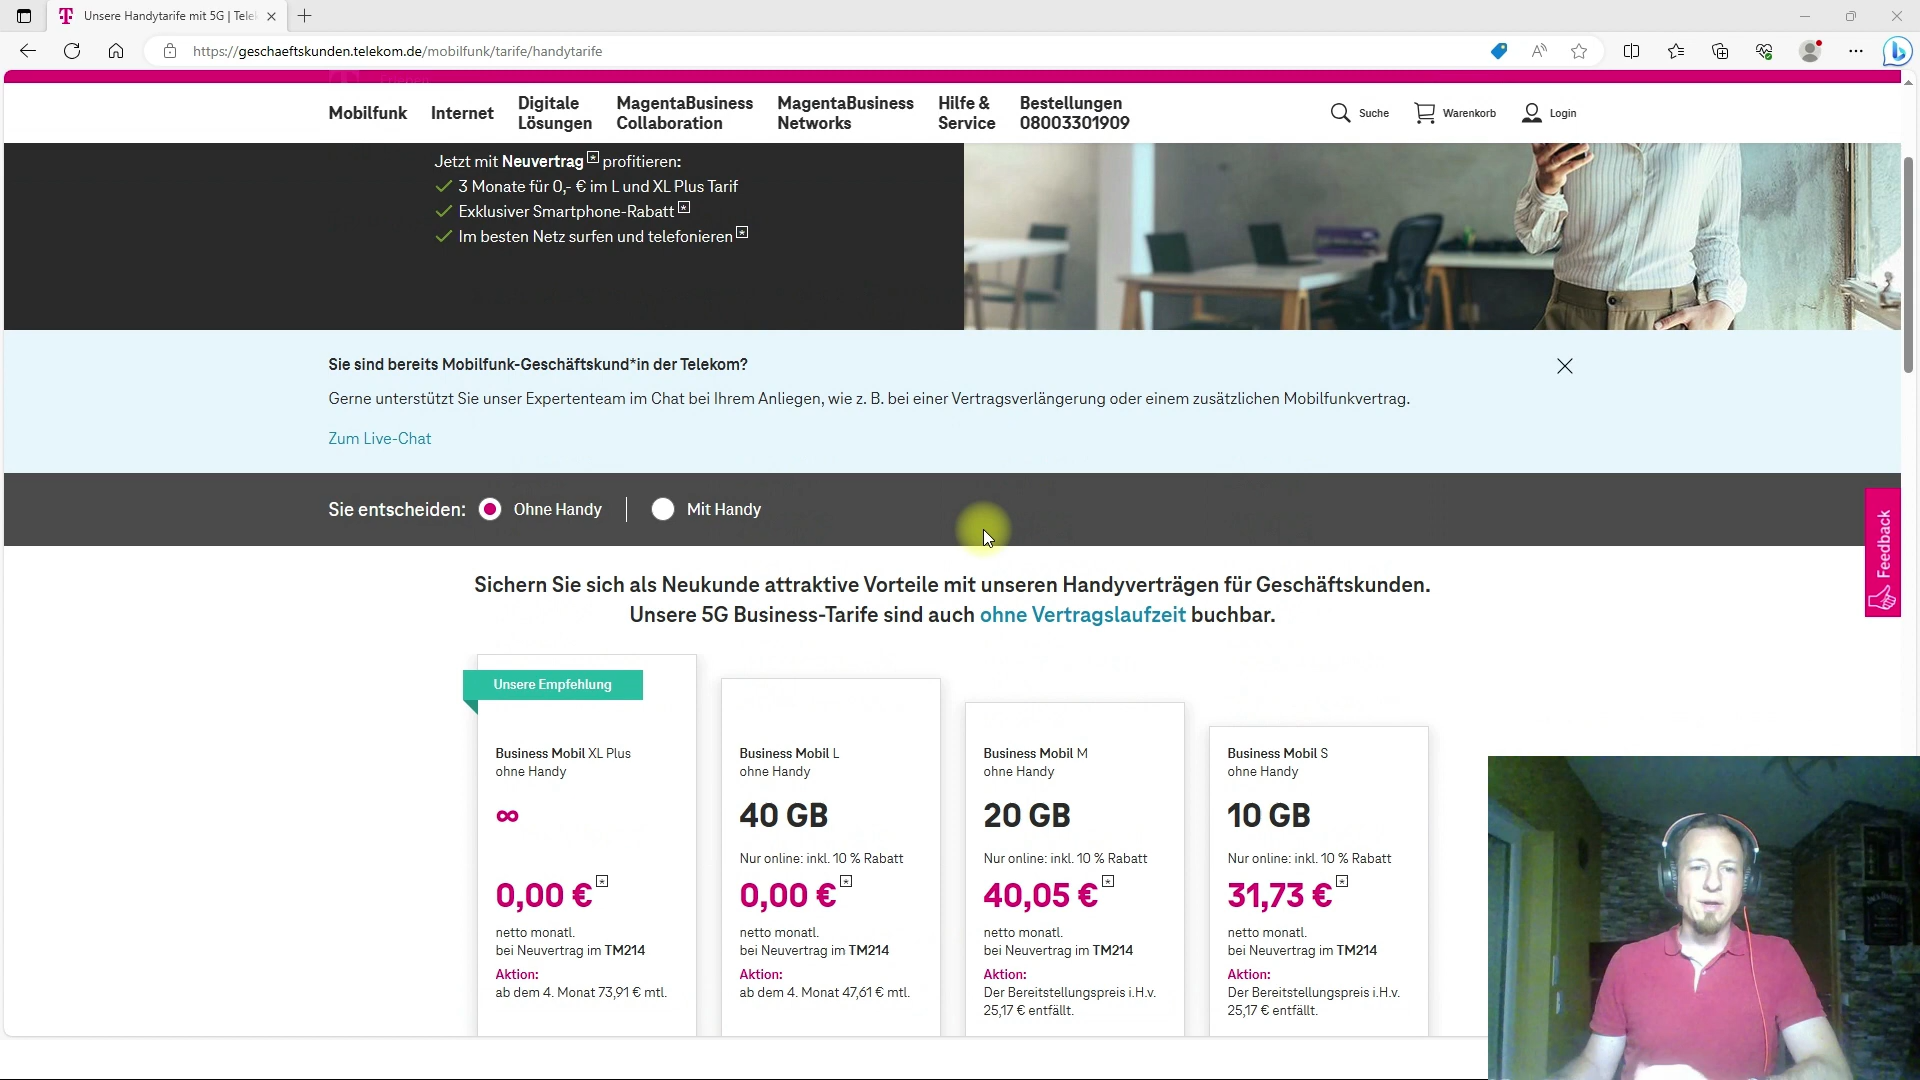 Unsere Handytarife mit 5G | Tele
https://geschaeftskunden.telekom.de/mobilfunk/tarife/handytarife
Mobilfunk
Internet
Digitale
Lösungen
MagentaBusiness
Collaboration
MagentaBusiness
Networks
Hilfe &
Service
Bestellungen
08003301909
Suche
Warenkorb
Login
Jetzt mit Neuvertrag profitieren:
3 Monate für 0,- € im L und XL Plus Tarif
Exklusiver Smartphone-Rabatt
Im besten Netz surfen und telefonieren
Sie sind bereits Mobilfunk-Geschäftskund*in der Telekom?
Gerne unterstützt Sie unser Expertenteam im Chat bei Ihrem Anliegen, wie z. B. bei einer Vertragsverlängerung oder einem zusätzlichen Mobilfunkvertrag.
Zum Live-Chat
Sie entscheiden:
Ohne Handy
Mit Handy
Feedback
Sichern Sie sich als Neukunde attraktive Vorteile mit unseren Handyverträgen für Geschäftskunden.
Unsere 5G Business-Tarife sind auch ohne Vertragslaufzeit buchbar.
Unsere Empfehlung
Business Mobil XL Plus
ohne Handy
∞
0,00 €
netto monatl.
bei Neuvertrag im TM214
Aktion:
ab dem 4. Monat 73,91 € mtl.
Business Mobil L
ohne Handy
40 GB
Nur online: inkl. 10 % Rabatt
0,00 €
netto monatl.
bei Neuvertrag im TM214
Aktion:
ab dem 4. Monat 47,61 € mtl.
Business Mobil M
ohne Handy
20 GB
Nur online: inkl. 10 % Rabatt
40,05 €
netto monatl.
bei Neuvertrag im TM214
Aktion:
Der Bereitstellungspreis i.H.v.
25,17 € entfällt.
Business Mobil S
ohne Handy
10 GB
Nur online: inkl. 10 % Rabatt
31,73 €
netto monatl.
bei Neuvertrag im TM214
Aktion:
Der Bereitstellungspreis i.H.v.
25,17 € entfällt.